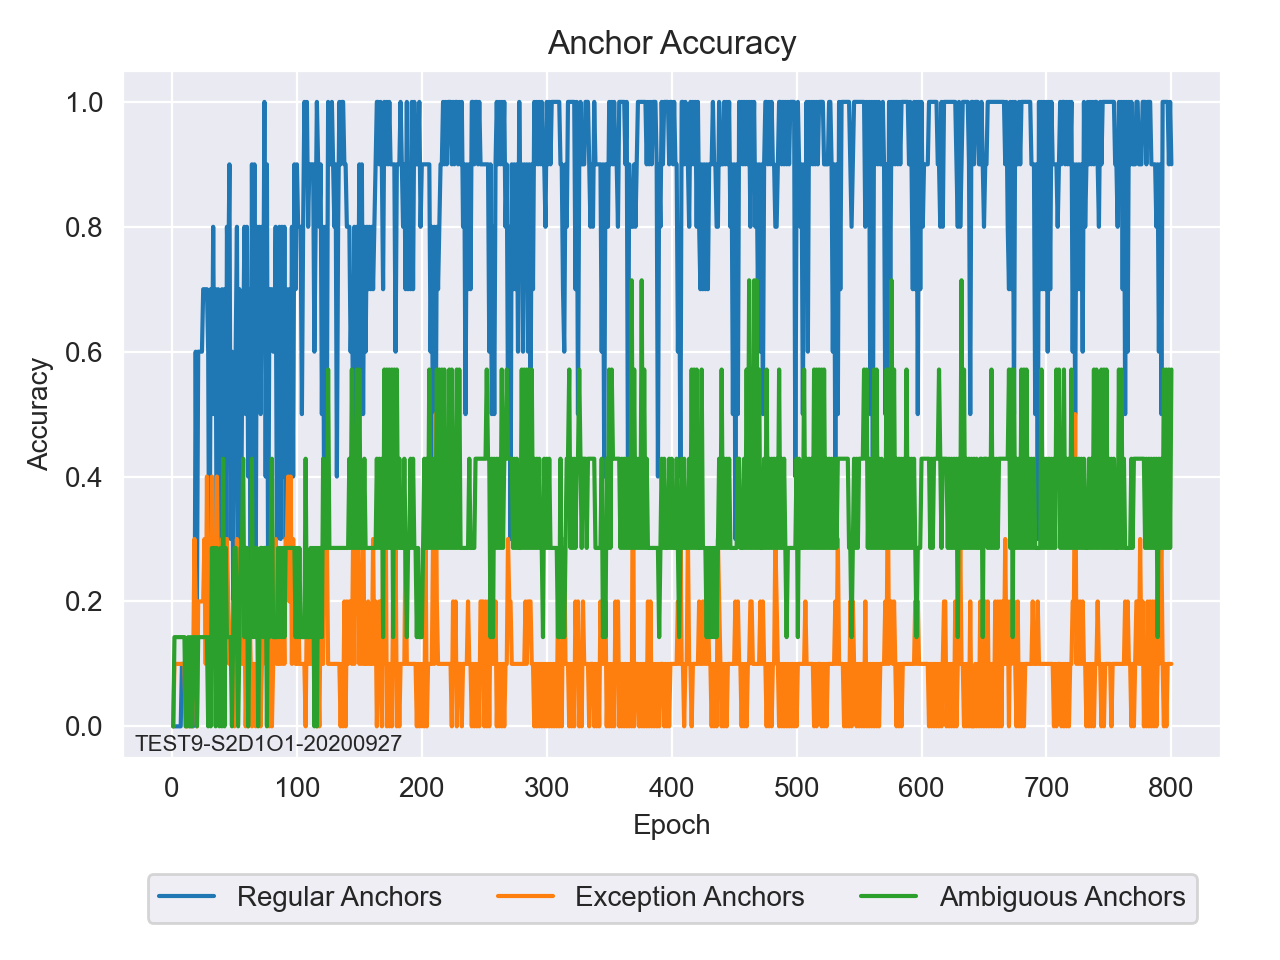 Anchor Accuracy
1.0
0.8
0.6
0.4
0.2
0.0
Accuracy
TEST9-S2D1O1-20200927
0 100 200 300 400 500 600 700 800
Epoch
Regular Anchors Exception Anchors Ambiguous Anchors